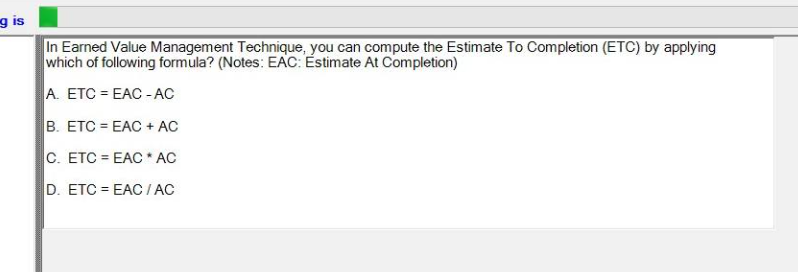 g is
In Earned Value Management Technique, you can compute the Estimate To Completion (ETC) by applying
which of following formula? (Notes: EAC: Estimate At Completion)
A. ETC = EAC - AC
B. ETC = EAC + AC
C. ETC = EAC * AC
D. ETC = EAC / AC